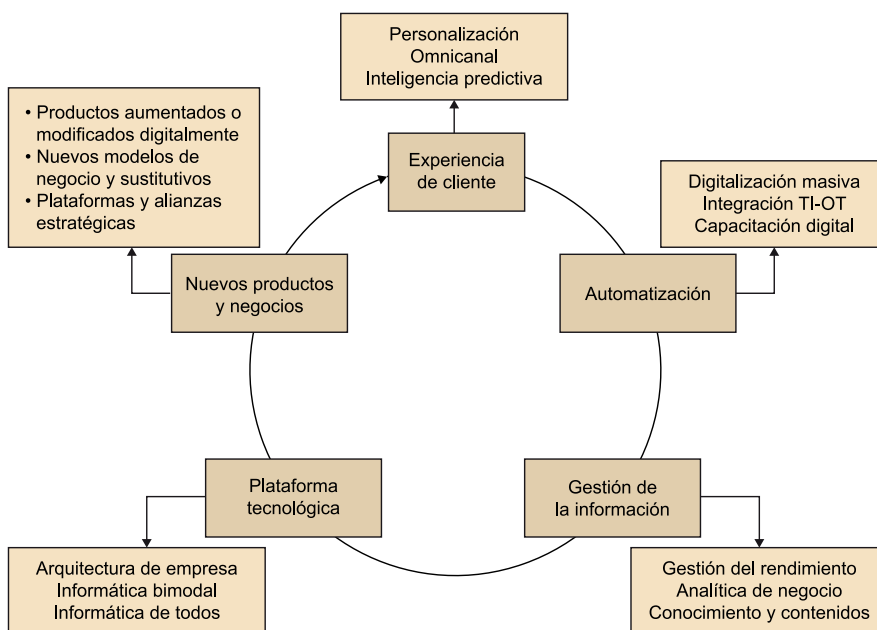 Personalización
Omnicanal
Inteligencia predictiva
• Productos aumentados o
modificados digitalmente
• Nuevos modelos de
negocio y sustitutivos
• Plataformas y alianzas
estratégicas
Experiencia
de cliente
Digitalización masiva
Integración TI-OT
Capacitación digital
Nuevos productos
y negocios
Automatización
Plataforma
tecnológica
Gestión de
la información
Arquitectura de empresa
Informática bimodal
Informática de todos
Gestión del rendimiento
Analítica de negocio
Conocimiento y contenidos